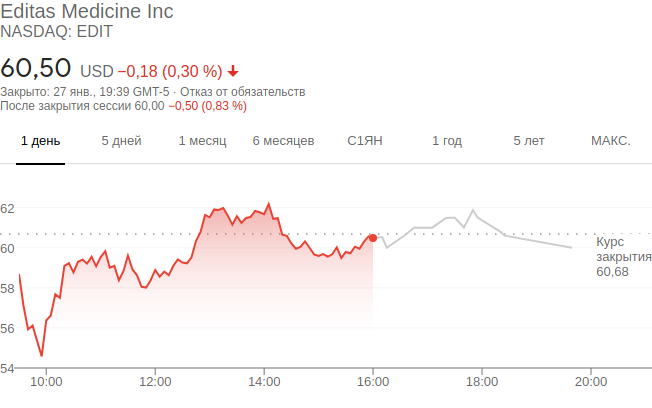 Editas Medicine Inc
NASDAQ: EDIT
60,50 USD −0,18 (0,30 %)
Закрыто: 27 янв., 19:39 GMT-5 · Отказ от обязательств
После закрытия сессии 60,00 −0,50 (0,83 %)
1 день 5 дней 1 месяц 6 месяцев С1ЯН 1 год 5 лет МАКС.
62
60
58
56
54
Курс
закрытия
60,68
10:00 12:00 14:00 16:00 18:00 20:00